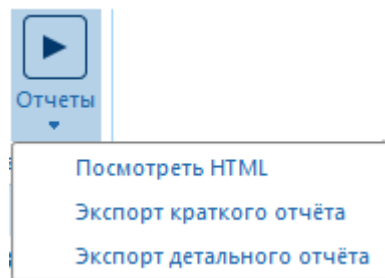 Отчеты
Посмотреть HTML
Экспорт краткого отчёта
Экспорт детального отчёта